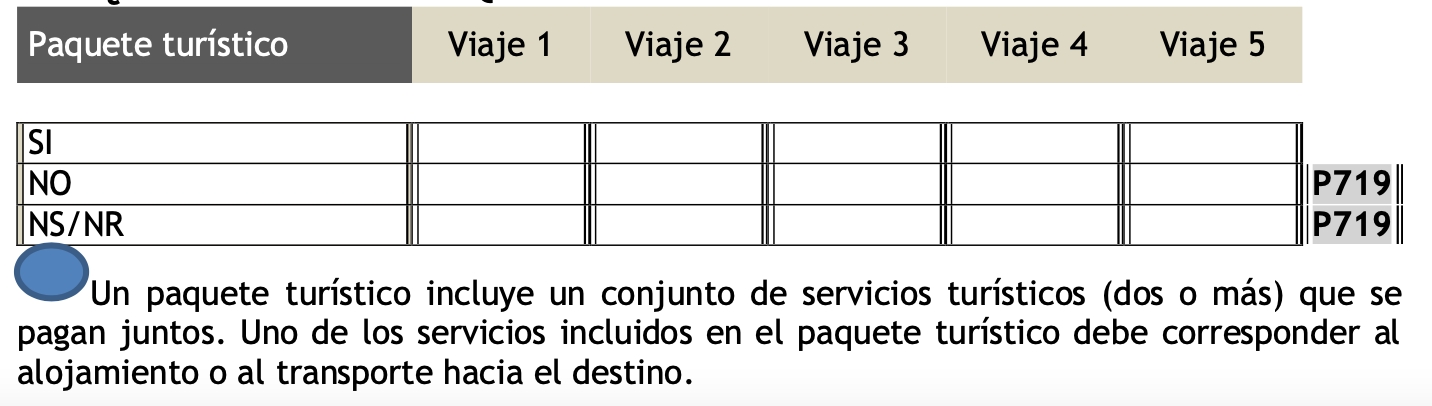 Paquete turístico Viaje 1 Viaje 2 Viaje 3 Viaje 4 Viaje 5
SI
NO P719
NS/NR P719
Un paquete turístico incluye un conjunto de servicios turísticos (dos o más) que se
pagan juntos. Uno de los servicios incluidos en el paquete turístico debe corresponder al
alojamiento o al transporte hacia el destino.